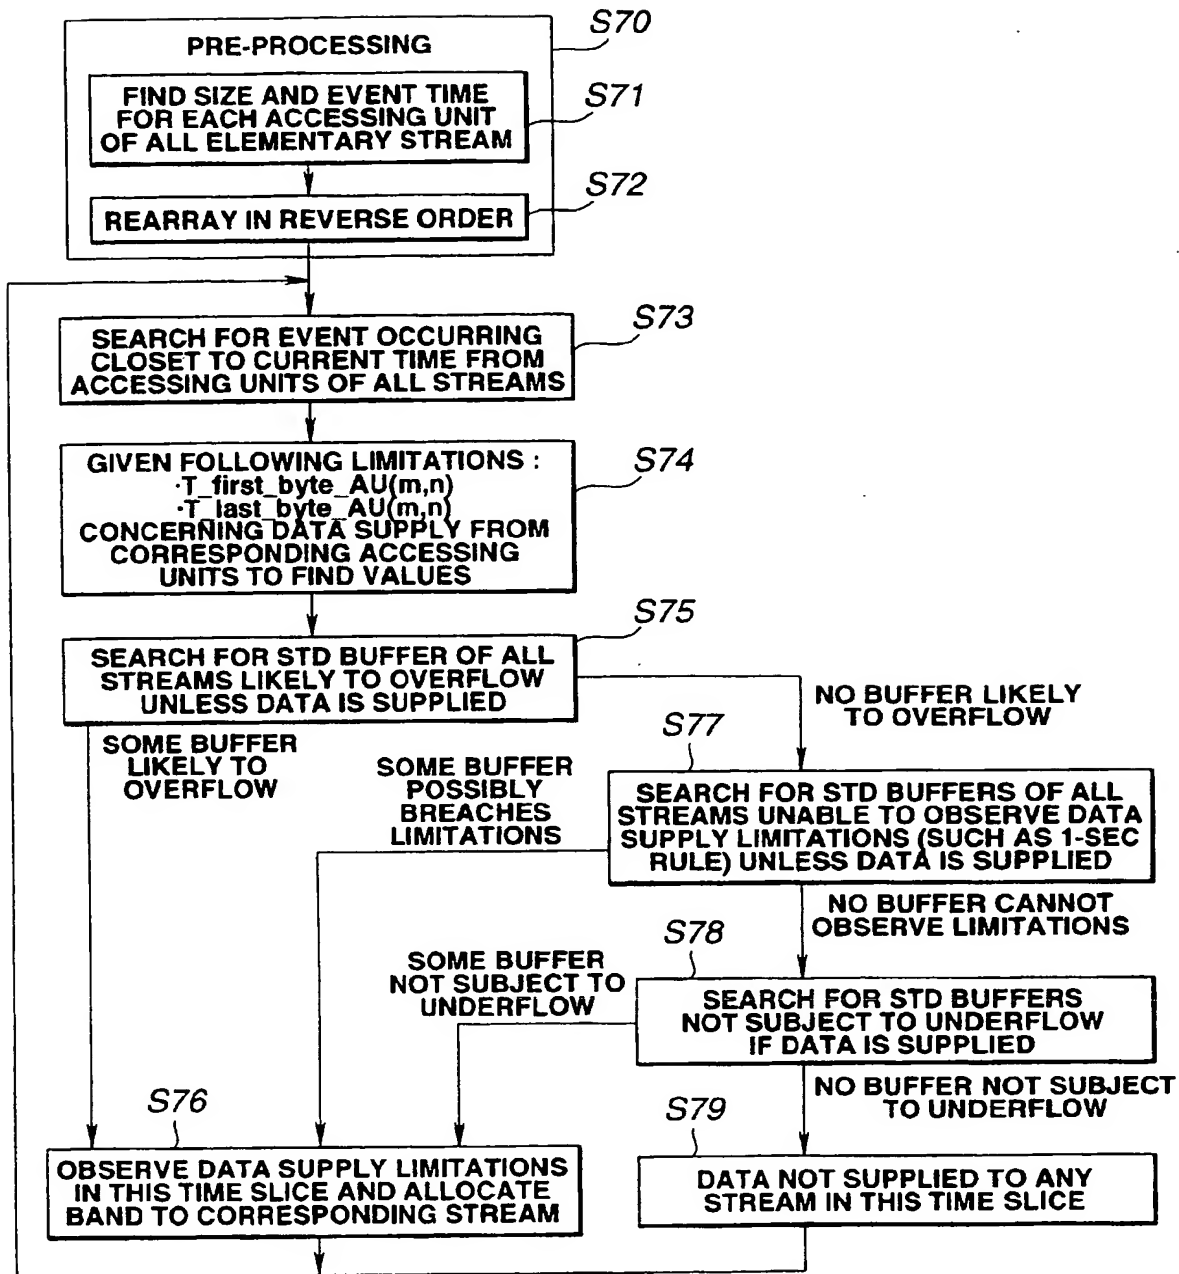 S70
PRE-PROCESSING
FIND SIZE AND EVENT TIME
FOR EACH ACCESSING UNIT
OF ALL ELEMENTARY STREAM
S71
S72
REARRAY IN REVERSE ORDER
S73
SEARCH FOR EVENT OCCURRING
CLOSET TO CURRENT TIME FROM
ACCESSING UNITS OF ALL STREAMS
S74
GIVEN FOLLOWING LIMITATIONS :
·T_first_byte_AU(m,n)
·T_last_byte_AU(m,n)
CONCERNING DATA SUPPLY FROM
CORRESPONDING ACCESSING
UNITS TO FIND VALUES
S75
SEARCH FOR STD BUFFER OF ALL
STREAMS LIKELY TO OVERFLOW
UNLESS DATA IS SUPPLIED
NO BUFFER LIKELY
TO OVERFLOW
SOME BUFFER
LIKELY TO
OVERFLOW
S77
SOME BUFFER
POSSIBLY
BREACHES
LIMITATIONS
SEARCH FOR STD BUFFERS OF ALL
STREAMS UNABLE TO OBSERVE DATA
SUPPLY LIMITATIONS (SUCH AS 1-SEC
RULE) UNLESS DATA IS SUPPLIED
NO BUFFER CANNOT
OBSERVE LIMITATIONS
S78
SOME BUFFER
NOT SUBJECT TO
UNDERFLOW
SEARCH FOR STD BUFFERS
NOT SUBJECT TO UNDERFLOW
IF DATA IS SUPPLIED
NO BUFFER NOT SUBJECT
TO UNDERFLOW
S76
S79
OBSERVE DATA SUPPLY LIMITATIONS
IN THIS TIME SLICE AND ALLOCATE
BAND TO CORRESPONDING STREAM
DATA NOT SUPPLIED TO ANY
STREAM IN THIS TIME SLICE